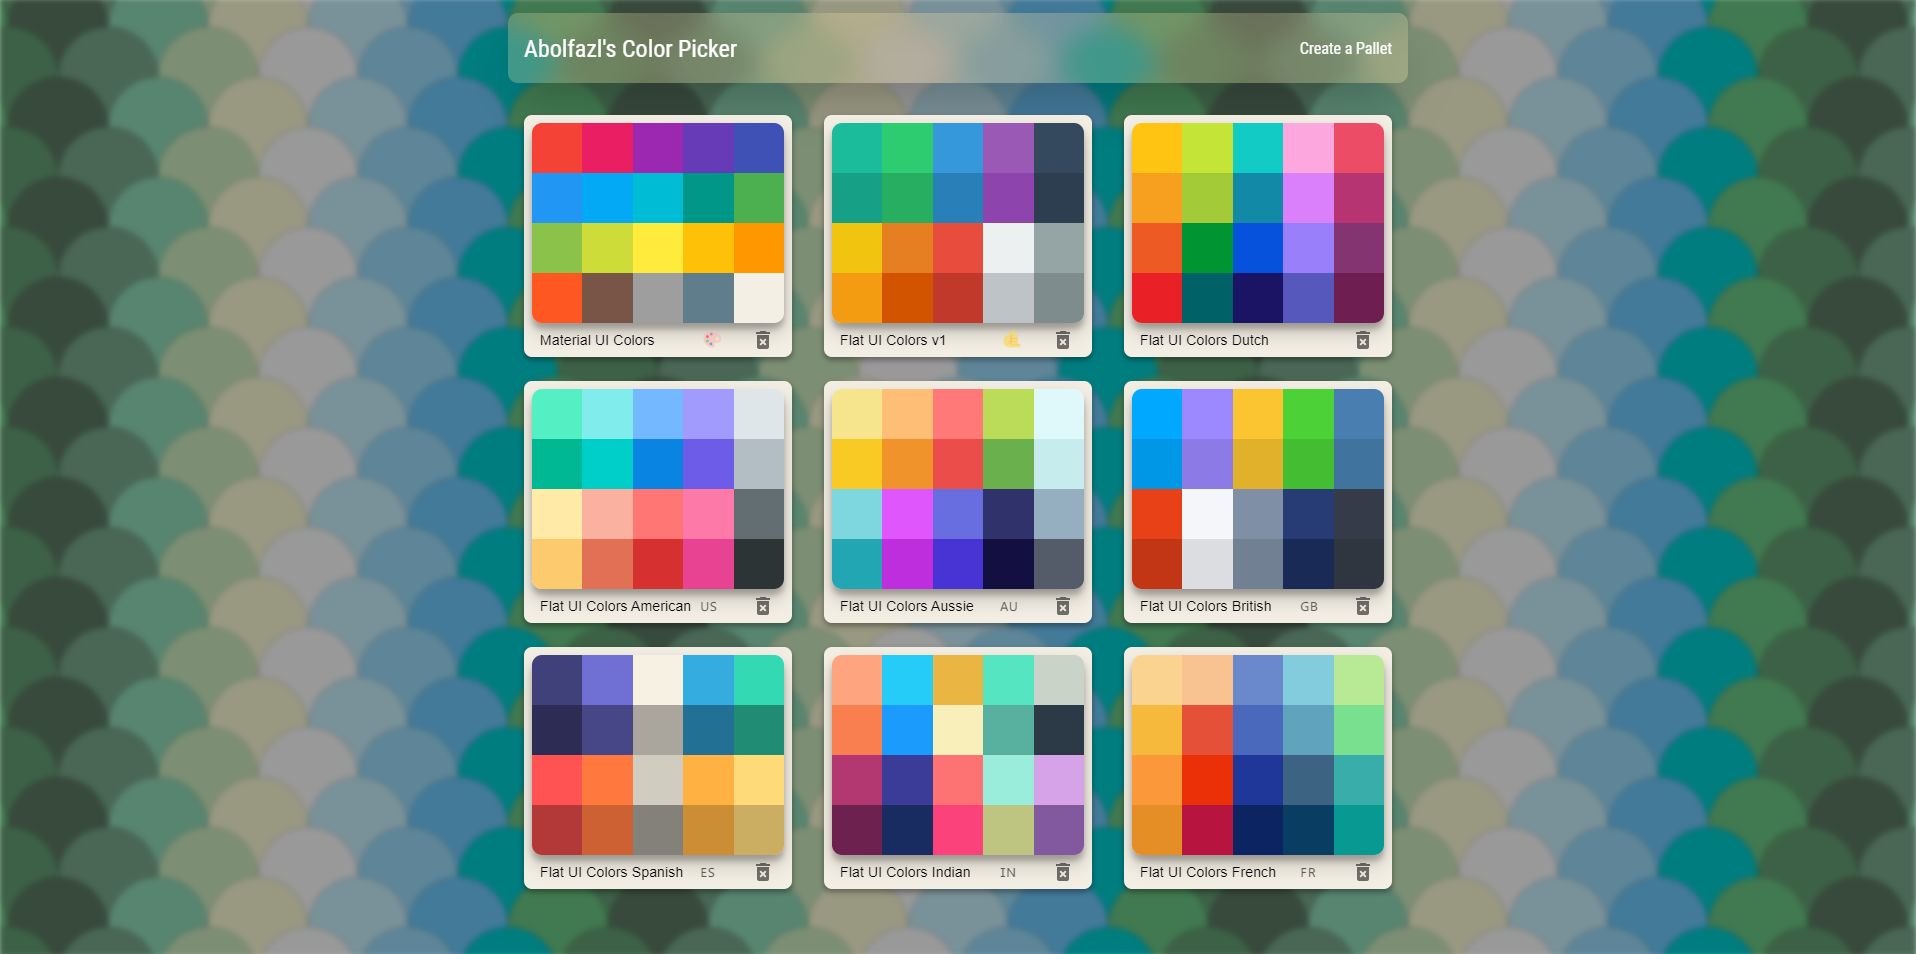 Abolfazl's Color Picker
Create a Pallet
Material UI Colors
Flat UI Colors v1
Flat UI Colors Dutch
Flat UI Colors American US
Flat UI Colors Aussie AU
Flat UI Colors British GB
Flat UI Colors Spanish ES
Flat UI Colors Indian IN
Flat UI Colors French FR